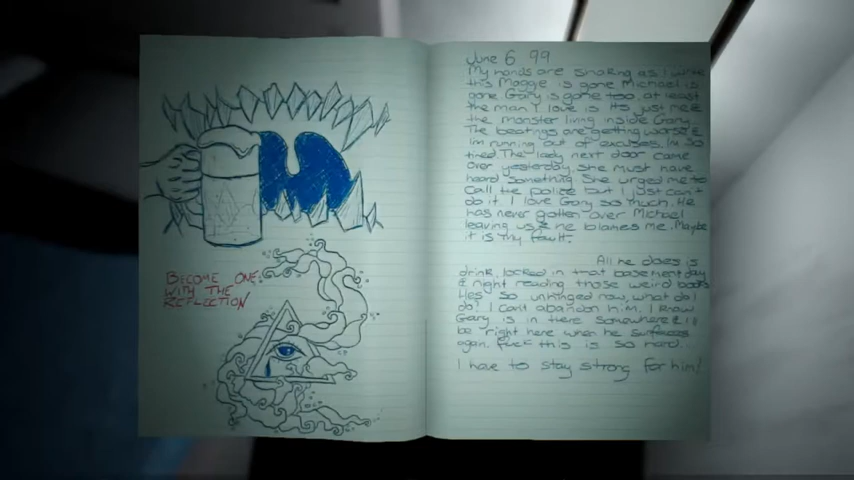 BECOME ONE
WITH THE
REFLECTION
June 6 99
My hands are shaking as I write
this Maggie is gone Michael is
gone Gary is gone too, at least
the man I love is Its just me &
the monster living inside Gary.
The beatings are getting worse &
Im running out of excuses. Im so
tired. The lady next door came
over yesterday, she must have
heard something. She urged me to
call the police but I just can't
do it. I love Gary so much. He
has never gotten over Michael
leaving us & he blames me. Maybe
it is my fault.
All he does is
drink, locked in that basement day
& night reading those weird books
Hes so unhinged now, what do I
do? I cant abandon him. I know
Gary is in there somewhere & I'll
be right here when he surfaces
again. Fuck this is so hard.
I have to stay strong for him!